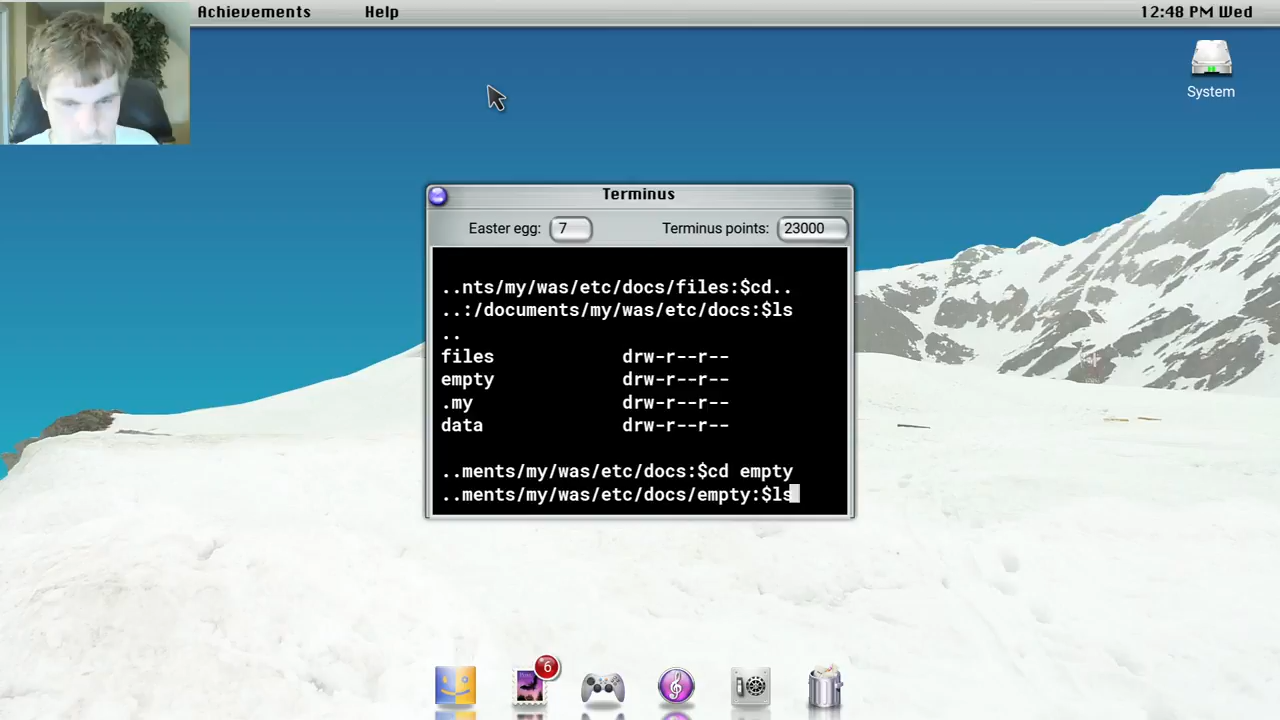 Achievements Help 12:48 PM Wed
System
Terminus
Easter egg: 7 Terminus points: 23000
..nts/my/was/etc/docs/files:$cd..
..:/documents/my/was/etc/docs:$ls
..
files drw-r--r--
empty drw-r--r--
.my drw-r--r--
data drw-r--r--
..ments/my/was/etc/docs:$cd empty
..ments/my/was/etc/docs/empty:$ls
6